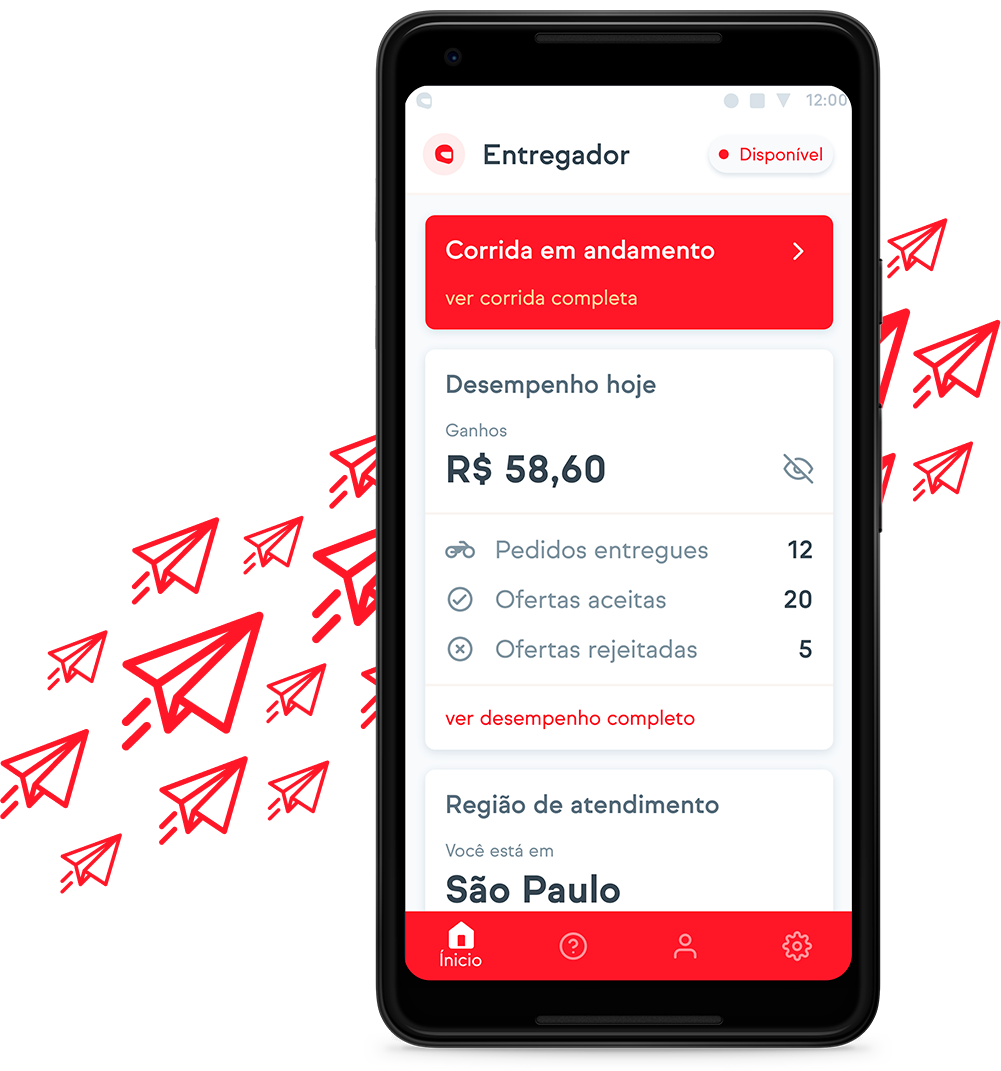 12:00
Entregador
Disponível
Corrida em andamento
ver corrida completa
Desempenho hoje
Ganhos
R$ 58,60
Pedidos entregues 12
Ofertas aceitas 20
Ofertas rejeitadas 5
ver desempenho completo
Região de atendimento
Você está em
São Paulo
Ínicio